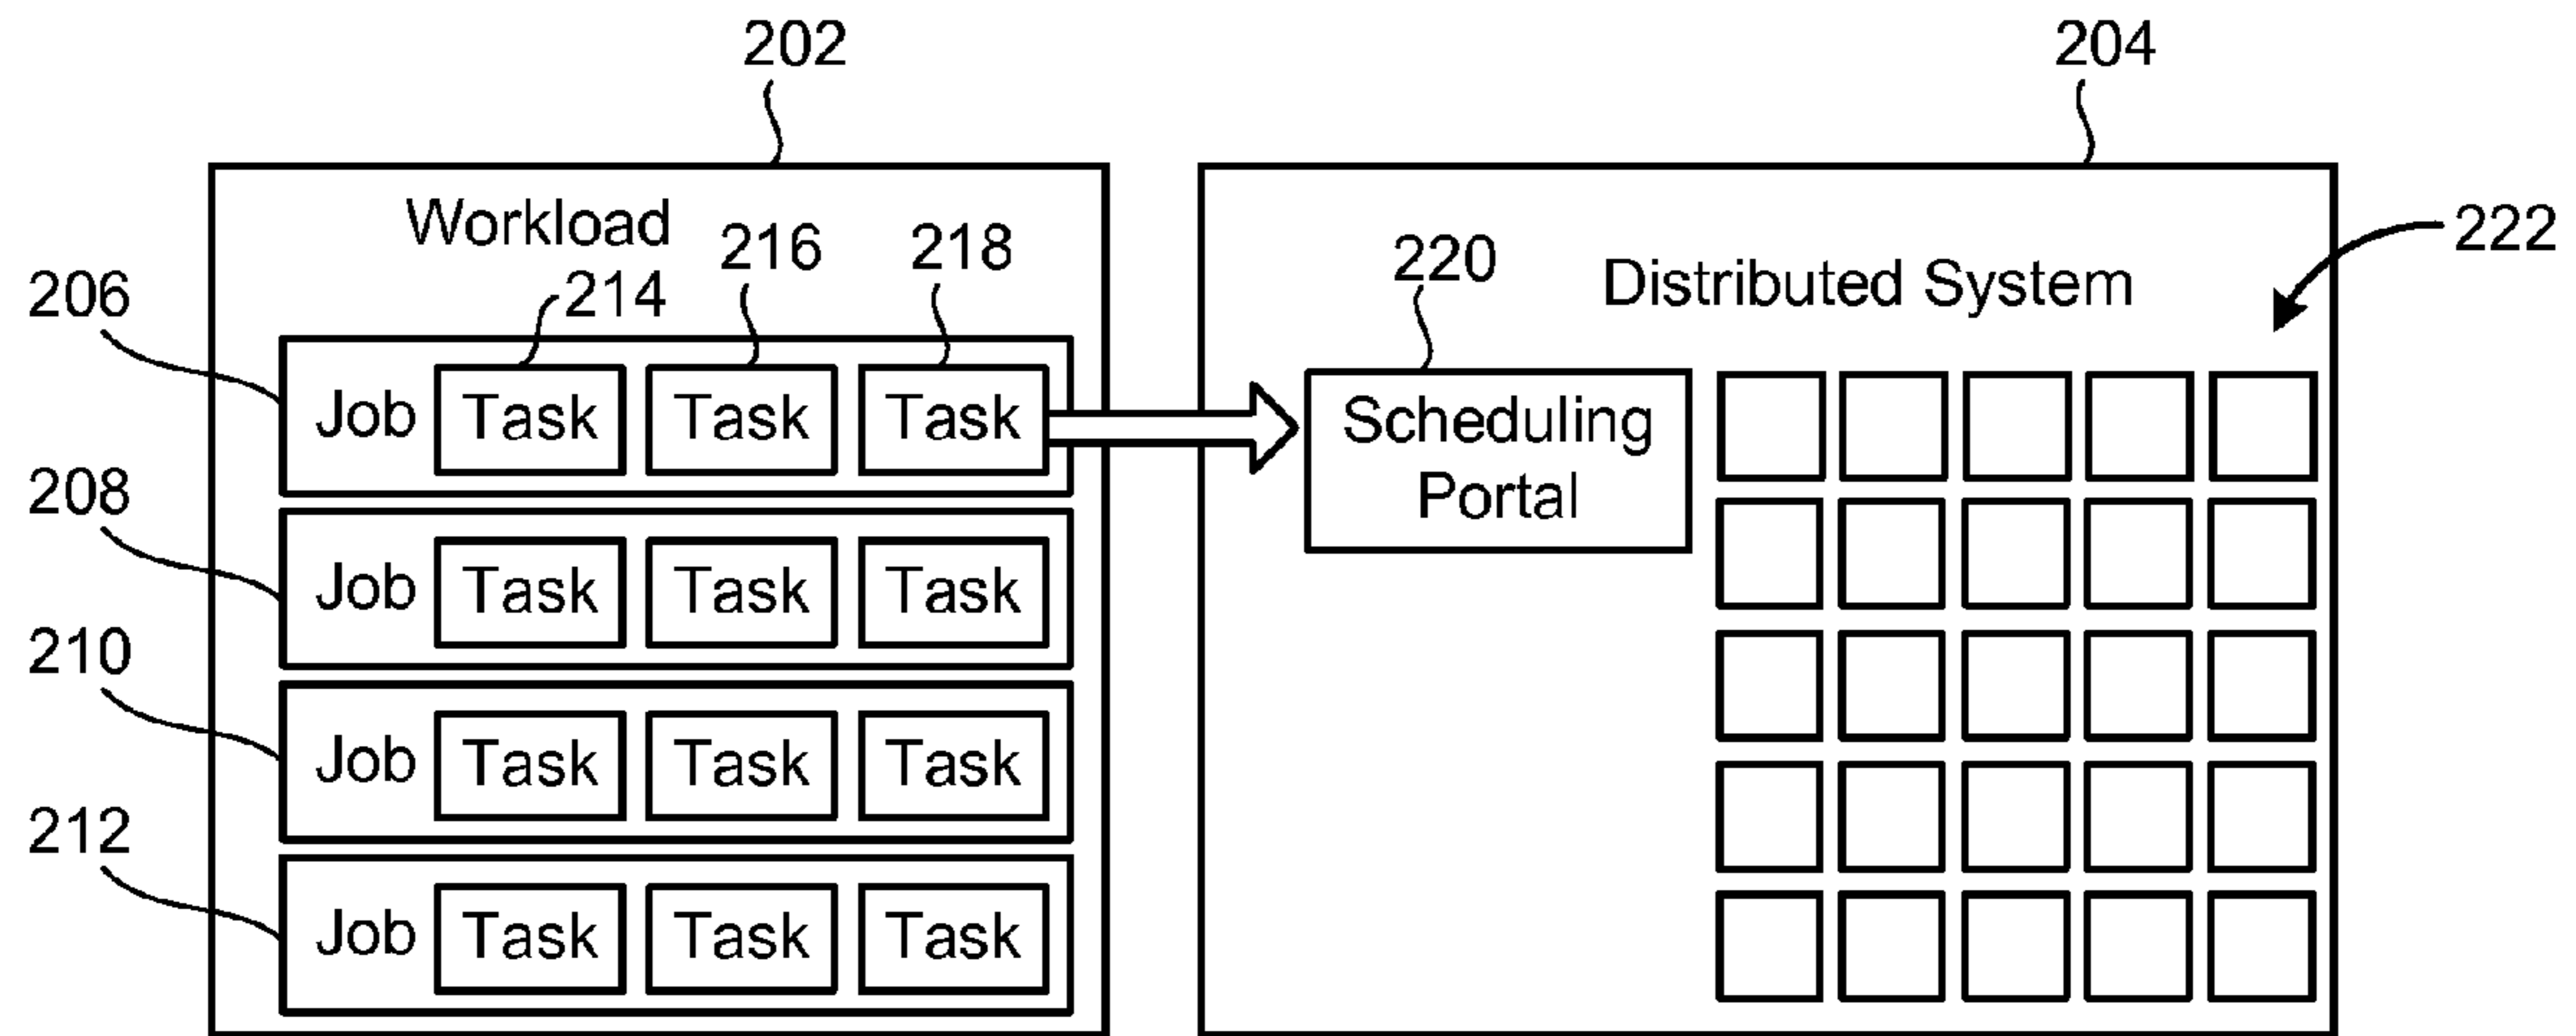 202
204
Workload
216
218
222
206
214
220
Distributed System
Job Task Task Task
Scheduling
Portal
208
Job Task Task Task
210
Job Task Task Task
212
Job Task Task Task